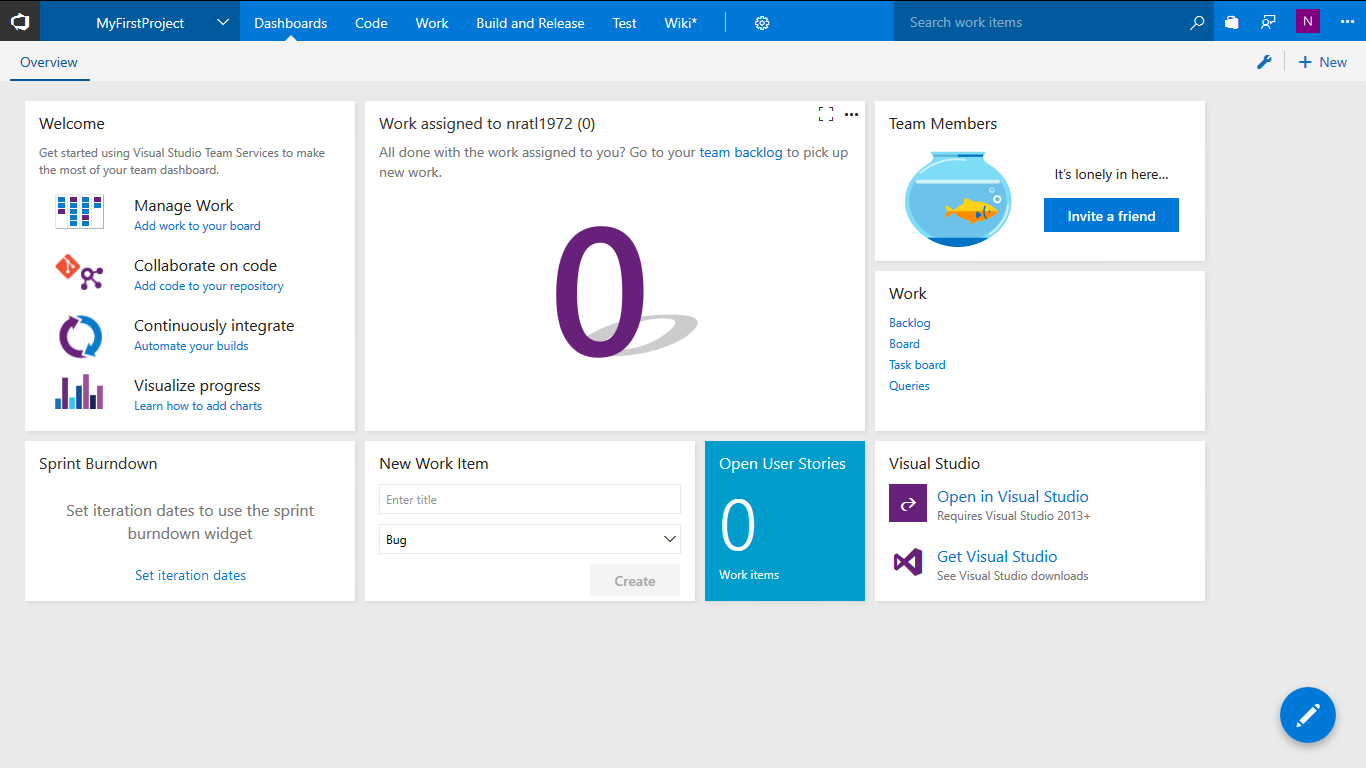 MyFirstProject
Dashboards
Code
Work
Build and Release
Test
Wiki*
Search work items
N
Overview
New
Welcome
Get started using Visual Studio Team Services to make
the most of your team dashboard.
Manage Work
Add work to your board
Collaborate on code
Add code to your repository
Continuously integrate
Automate your builds
Visualize progress
Learn how to add charts
Work assigned to nratl1972 (0)
All done with the work assigned to you? Go to your team backlog to pick up
new work.
0
Team Members
It's lonely in here...
Invite a friend
Work
Backlog
Board
Task board
Queries
Sprint Burndown
Set iteration dates to use the sprint
burndown widget
Set iteration dates
New Work Item
Enter title
Bug
Create
Open User Stories
0
Work items
Visual Studio
Open in Visual Studio
Requires Visual Studio 2013+
Get Visual Studio
See Visual Studio downloads